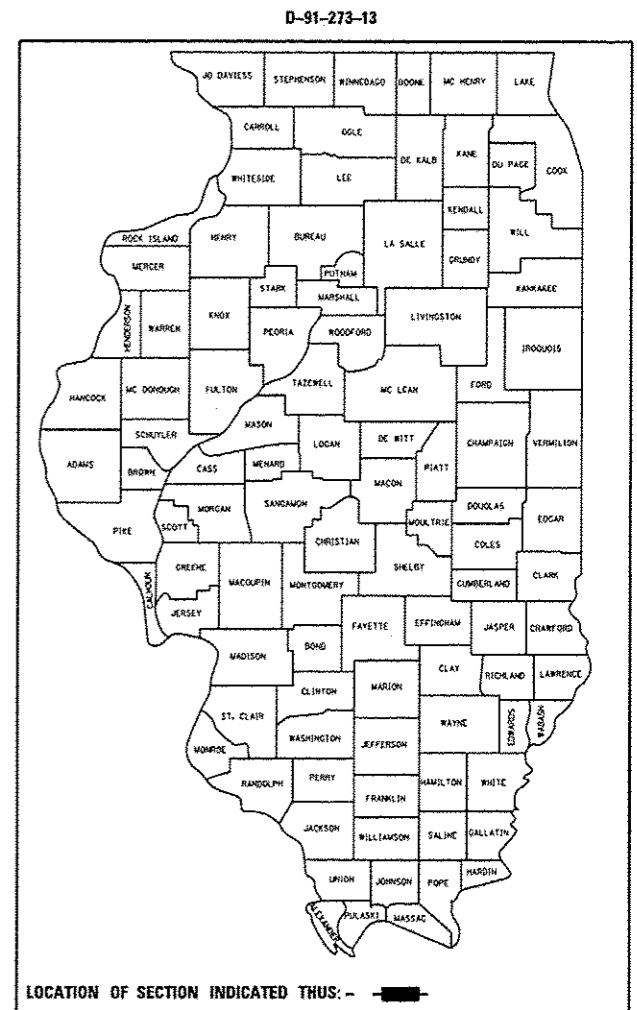 D-91-273-13
JO DAVIESS STEPHENSON WINNEBAGO BOONE MC HENRY LAKE
CARROLL OGLE DE KALB KANE DU PAGE COOK
WHITESIDE LEE
KENDALL
ROCK ISLAND HENRY BUREAU LA SALLE GRUNDY WILL
MERCER PUTNAM
STARK MARSHALL KANKAKEE
HENDERSON WARREN KNOX PEORIA WOODFORD LIVINGSTON IROQUOIS
HANCOCK MC DONOUGH FULTON TAZEWELL MC LEAN FORD
MASON
SCHUYLER LOGAN DE WITT CHAMPAIGN VERMILION
ADAMS BROWN CASS MENARD PIATT
MACON
MORGAN SANGAMON DOUGLAS
PIKE SCOTT CHRISTIAN MOULTRIE EDGAR
COLES
GREENE MACOUPIN MONTGOMERY SHELBY CUMBERLAND CLARK
CALHOUN JERSEY
FAYETTE EFFINGHAM JASPER CRAWFORD
MADISON BOND
CLAY RICHLAND LAWRENCE
CLINTON MARION
ST. CLAIR WAYNE EDWARDS WABASH
MONROE WASHINGTON JEFFERSON
RANDOLPH PERRY HAMILTON WHITE
FRANKLIN
JACKSON WILLIAMSON SALINE GALLATIN
UNION JOHNSON POPE HARDIN
ALEXANDER PULASKI MASSAC
LOCATION OF SECTION INDICATED THUS: -